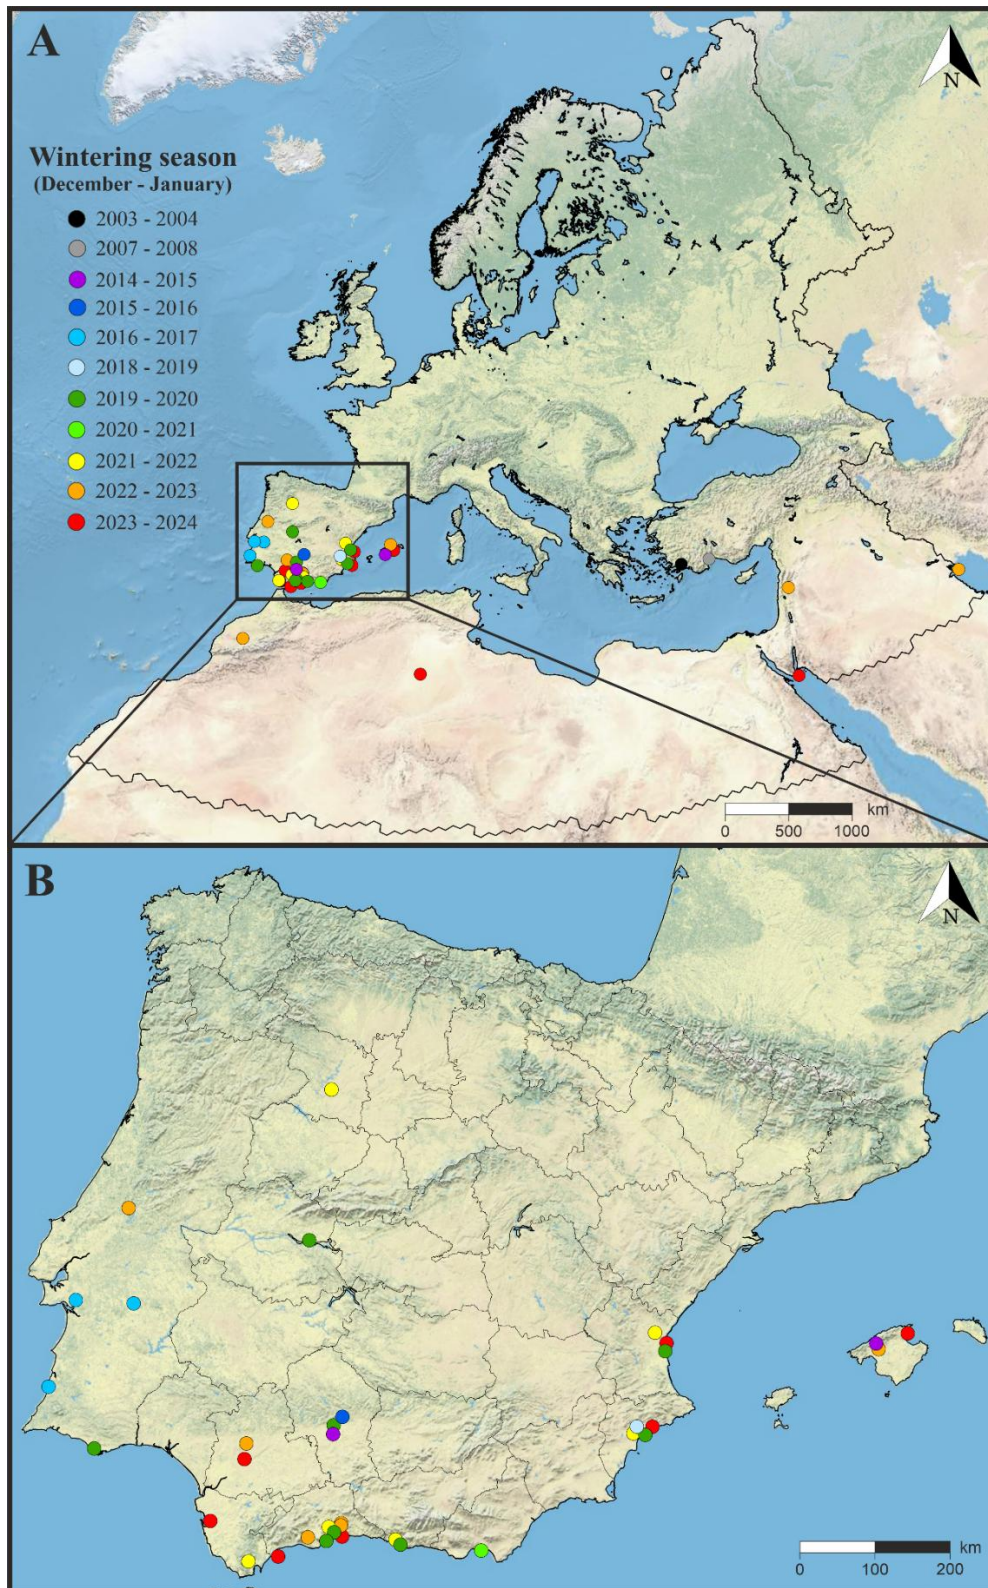 A
N
Wintering season
(December - January)
2003 - 2004
2007 - 2008
2014 - 2015
2015 - 2016
2016 - 2017
2018 - 2019
2019 - 2020
2020 - 2021
2021 - 2022
2022 - 2023
2023 - 2024
km
0 500 1000
B
N
km
0 100 200